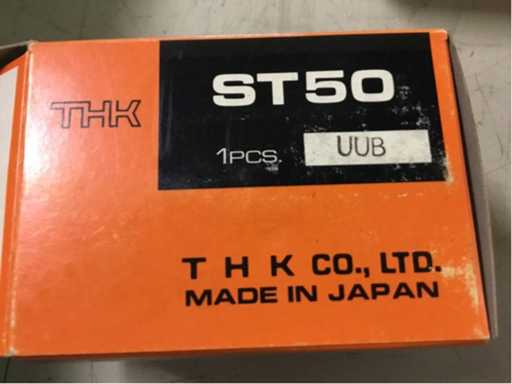 THK
ST50
1PCS. UUB
T H K CO., LTD.
MADE IN JAPAN